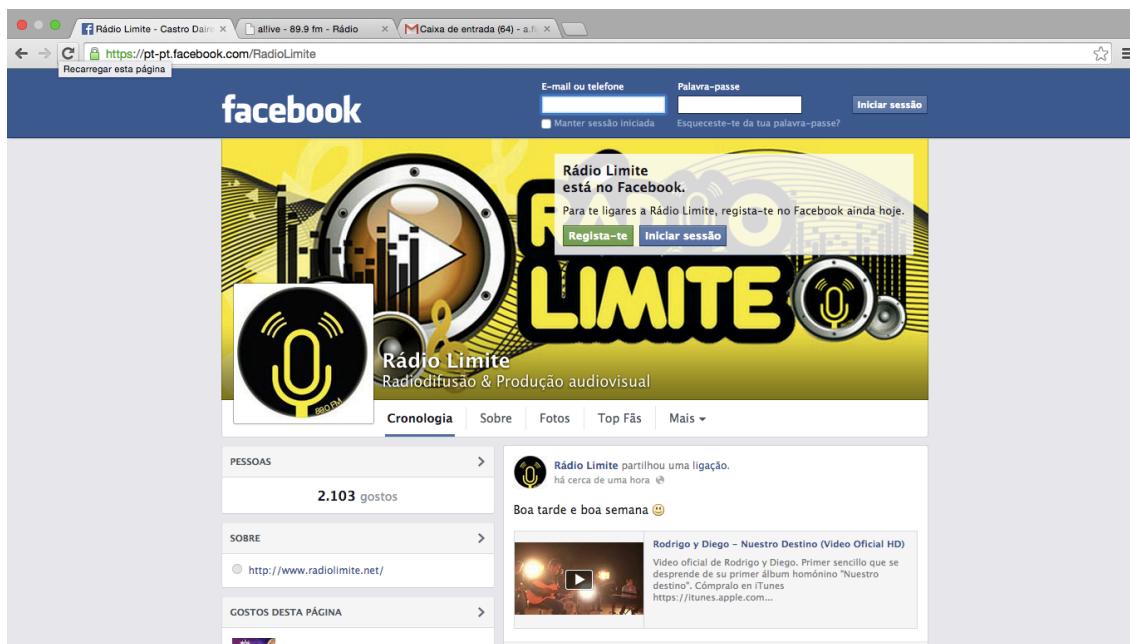 Rádio Limite - Castro Daire
allive - 89.9 fm - Rádio
Caixa de entrada (64) - a.fi
https://pt-pt.facebook.com/RadioLimite
Recarregar esta página
facebook
E-mail ou telefone
Palavra-passe
Iniciar sessão
Manter sessão iniciada
Esqueceste-te da tua palavra-passe?
Rádio Limite
está no Facebook.
Para te ligares a Rádio Limite, regista-te no Facebook ainda hoje.
Regista-te
Iniciar sessão
LIMITE
Rádio Limite
Radiodifusão & Produção audiovisual
Cronologia
Sobre
Fotos
Top Fãs
Mais
PESSOAS
2.103 gostos
SOBRE
http://www.radiolimite.net/
GOSTOS DESTA PÁGINA
Rádio Limite partilhou uma ligação.
há cerca de uma hora
Boa tarde e boa semana
Rodrigo y Diego – Nuestro Destino (Video Oficial HD)
Video oficial de Rodrigo y Diego. Primer sencillo que se
desprende de su primer álbum homónino "Nuestro
destino". Cómpralo en iTunes
https://itunes.apple.com...